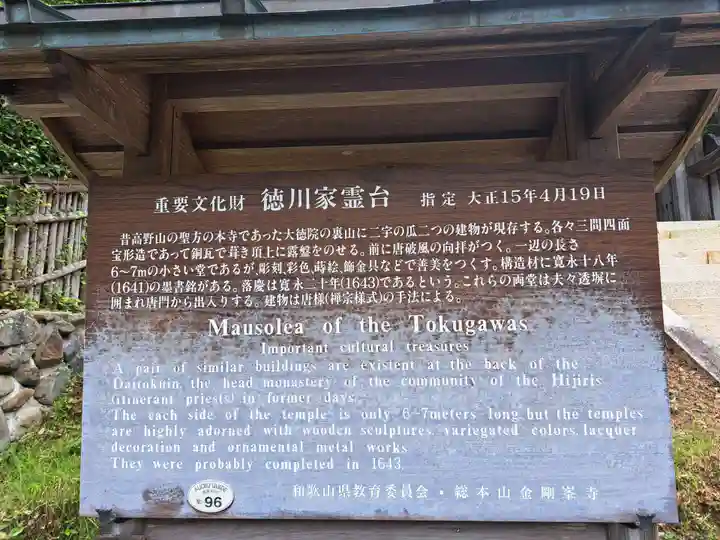 重要文化財 徳川家霊台 指定 大正15年4月19日
昔高野山の聖方の本寺であった大徳院の裏山に二宇の瓜二つの建物が現存する。各々三間四面
宝形造であって銅瓦で葺き頂上に露盤をのせる。前に唐破風の向拝がつく。一辺の長さ
6~7mの小さい堂であるが、彫刻、彩色、蒔絵、飾金具などで善美をつくす。構造材に寛永十八年
(1641)の墨書銘がある。落慶は寛永二十年(1643)であるという。これらの両堂は夫々透塀に
囲まれ唐門から出入りする。建物は唐様(禅宗様式)の手法による。
Mausolea of the Tokugawas
Important cultural treasures
A pair of similar buildings are existent at the back of the
Daitokuin, the head monastery of the community of the Hijiris
(itinerant priests) in former days.
The each side of the temple is only 6~7meters long, but the temples
are highly adorned with wooden sculptures, variegated colors, lacquer
decoration and ornamental metal works
They were probably completed in 1643.
96
和歌山県教育委員会・総本山金剛峯寺